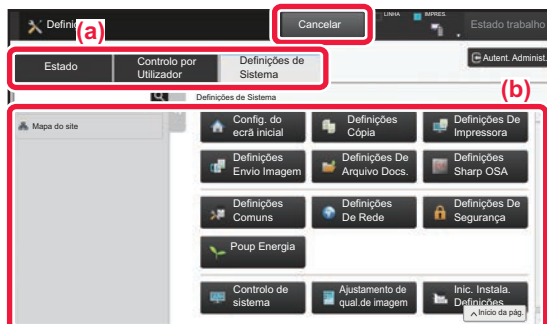 Definiç
(a)
Cancelar
LINHA
IMPRES.
Estado trabalho
Estado
Controlo por
Utilizador
Definições de
Sistema
Autent. Administ.
(b)
Definições de Sistema
Mapa do site
Config. do
ecrã inicial
Definições
Cópia
Definições De
Impressora
Definições
Envio Imagem
Definições De
Arquivo Docs.
Definições
Sharp OSA
Definições
Comuns
Definições
De Rede
Definições De
Segurança
Poup Energia
Controlo de
sistema
Ajustamento de
qual.de imagem
Inic. Instala.
Definições
Início da pág.